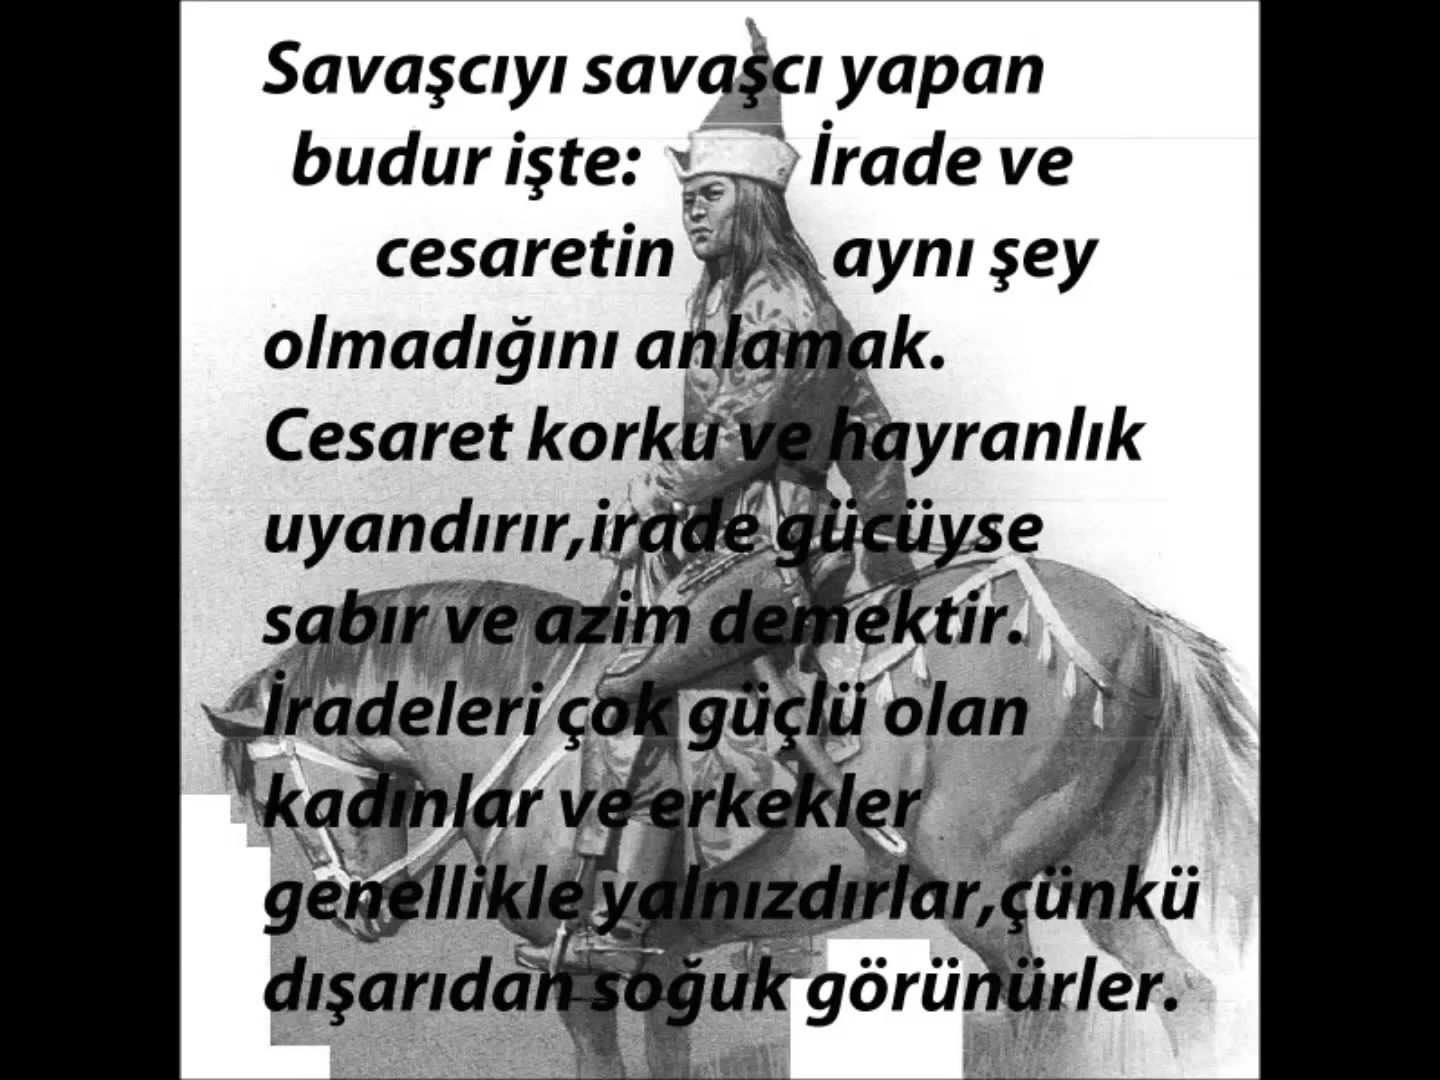 Savaşcıyı savaşcı yapan
budur işte: İrade ve
cesaretin aynı şey
olmadığını anlamak.
Cesaret korku ve hayranlık
uyandırır,irade gücüyse
sabır ve azim demektir.
İradeleri çok güçlü olan
kadınlar ve erkekler
genellikle yalnızdırlar,çünkü
dışarıdan soğuk görünürler.